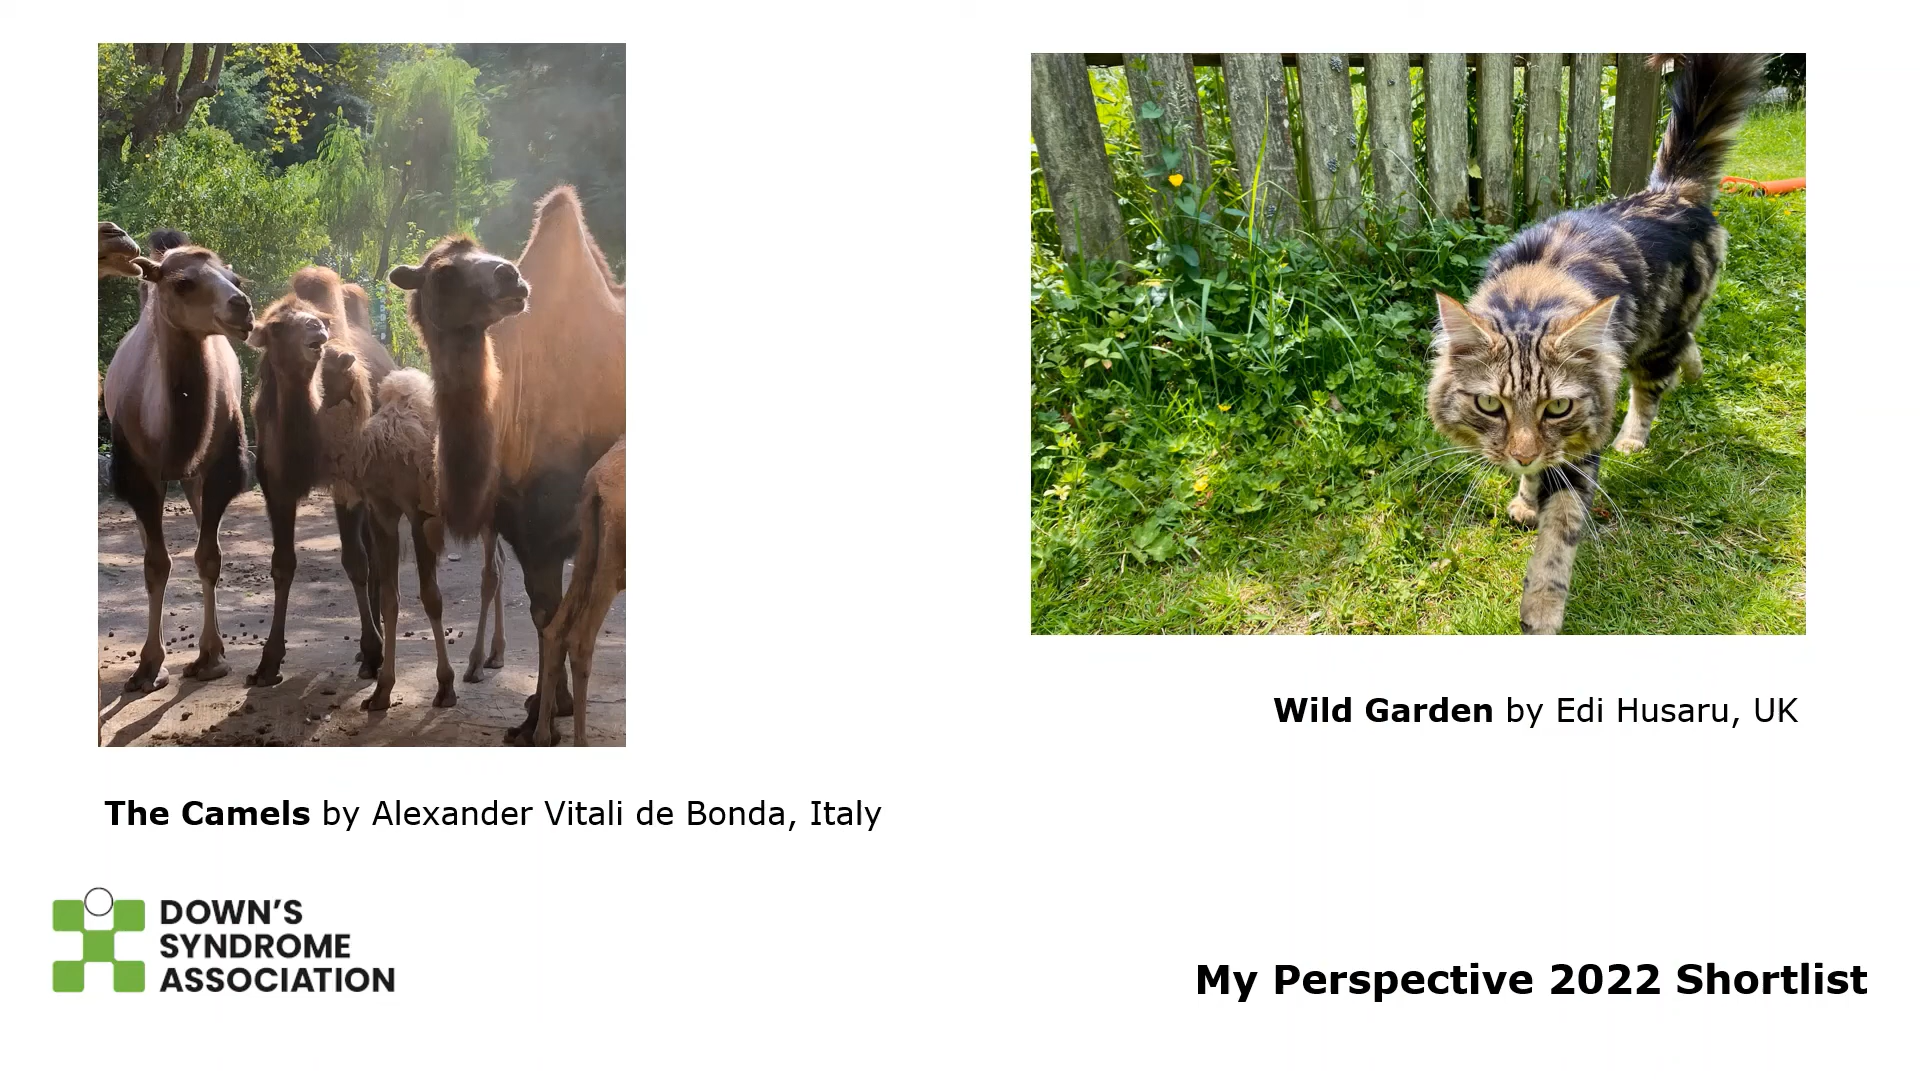 Wild Garden by Edi Husaru, UK
The Camels by Alexander Vitali de Bonda, Italy
DOWN'S
SYNDROME
ASSOCIATION
My Perspective 2022 Shortlist